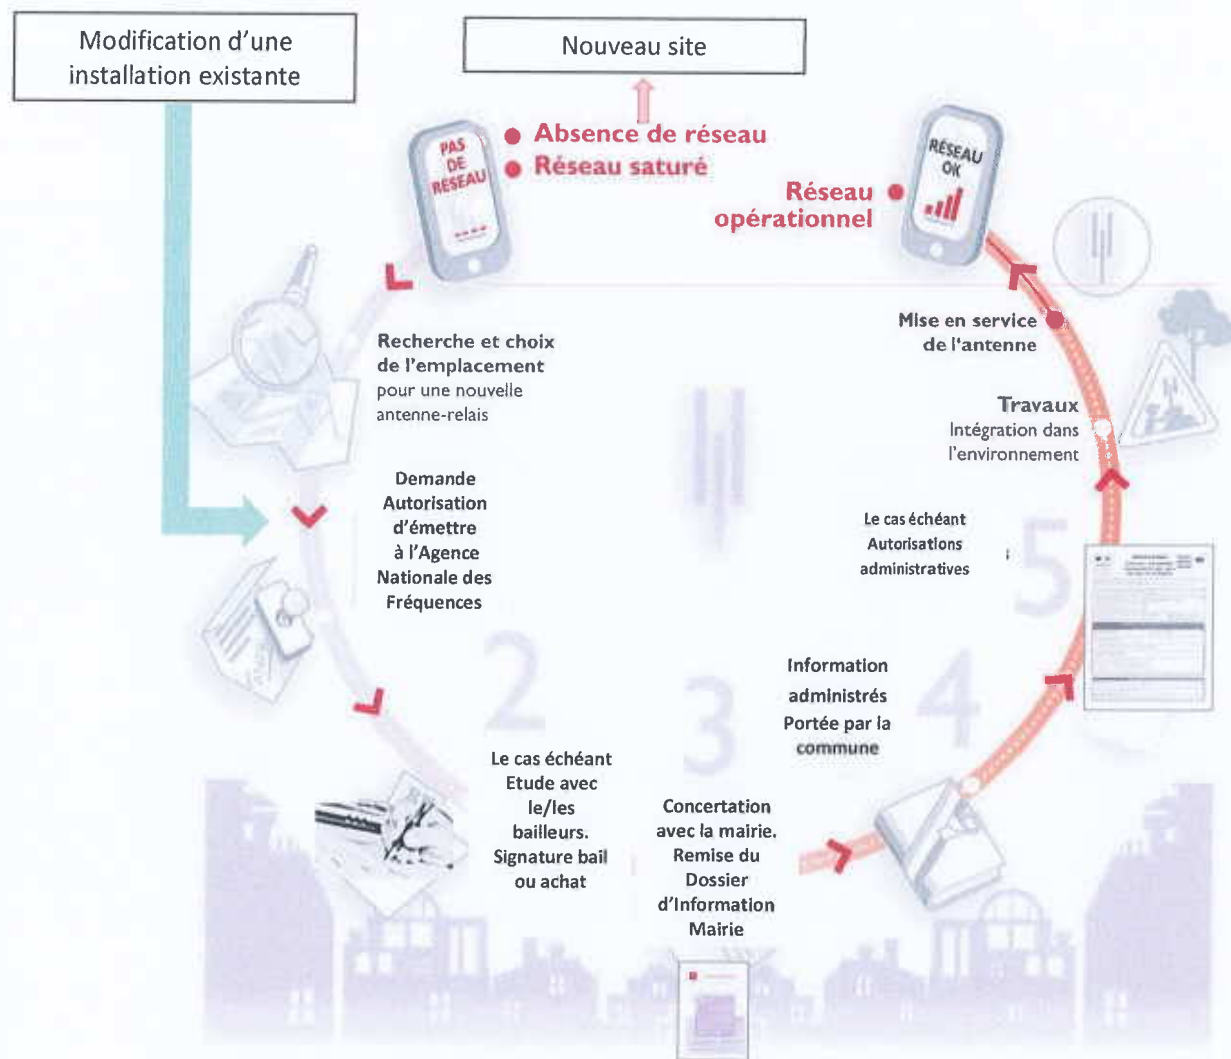 Modification d'une
installation existante
Nouveau site
PAS
DE
RESEAU
Absence de réseau
Réseau saturé
RÉSEAU
OK
Réseau
opérationnel
Recherche et choix
de l'emplacement
pour une nouvelle
antenne-relais
Demande
Autorisation
d'émettre
à l'Agence
Nationale des
Fréquences
2
Le cas échéant
Etude avec
le/les
bailleurs.
Signature bail
ou achat
3
Concertation
avec la mairie.
Remise du
Dossier
d'Information
Mairie
4
Information
administrés
Portée par la
commune
5
Le cas échéant
Autorisations
administratives
Travaux
Intégration dans
l'environnement
Mise en service
de l'antenne